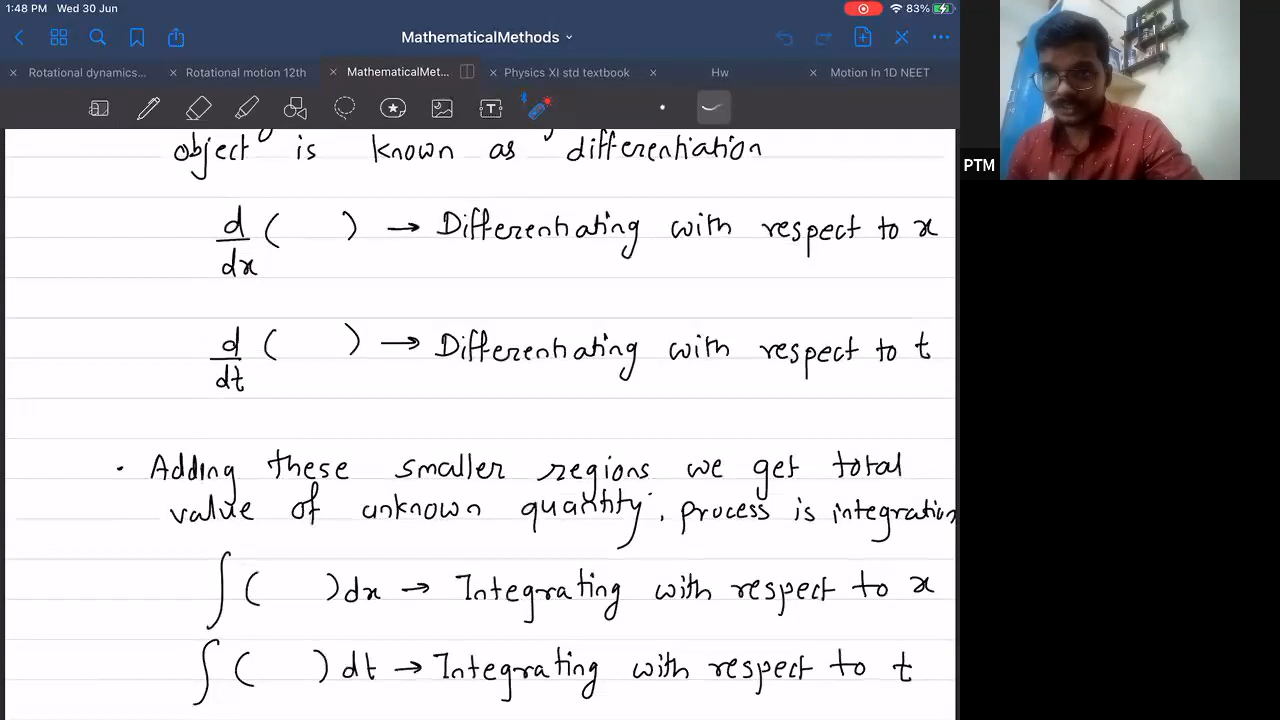 1:48 PM Wed 30 Jun
83%
MathematicalMethods
Rotational dynamics...
Rotational motion 12th
MathematicalMet...
Physics XI std textbook
Hw
Motion In 1D NEET
object is known as differentiation
d/dx ( ) → Differentiating with respect to x
d/dt ( ) → Differentiating with respect to t
· Adding these smaller regions we get total
value of unknown quantity, process is integration
∫ ( ) dx → Integrating with respect to x
∫ ( ) dt → Integrating with respect to t
PTM